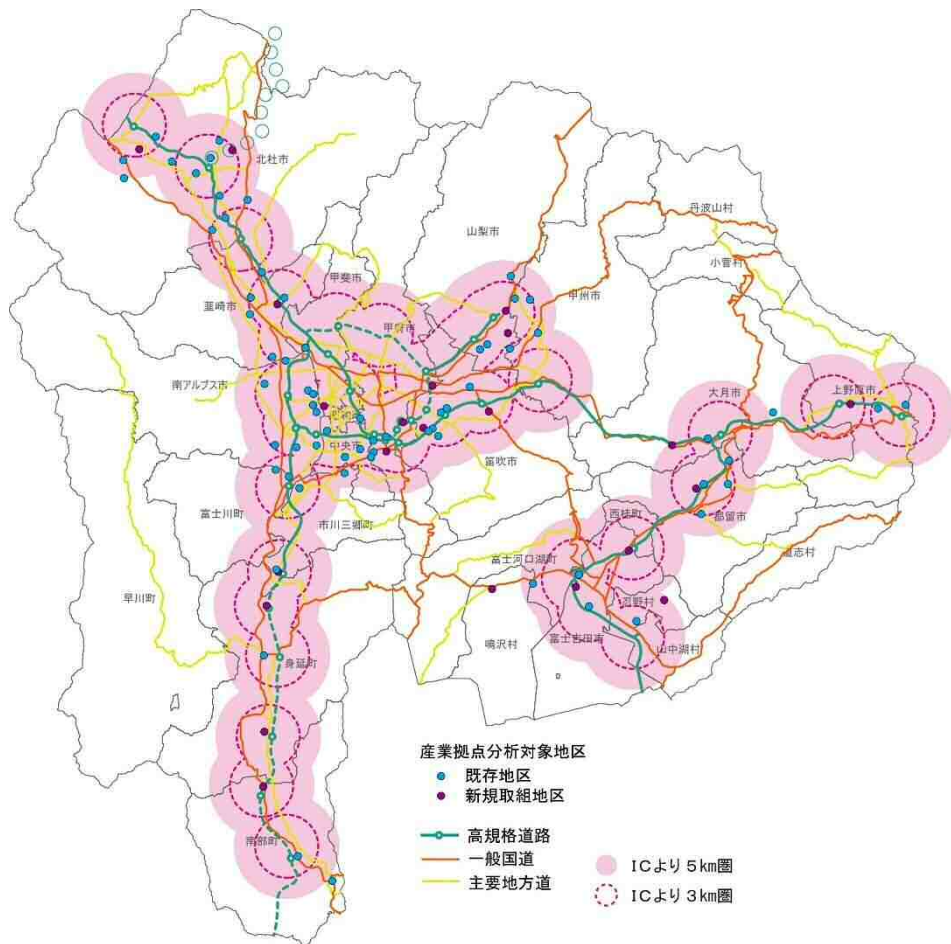 北杜市
丹波山村
山梨市
小菅村
甲斐市
甲州市
韮崎市
甲府市
南アルプス市
大月市
上野原市
昭和町
中央市
笛吹市
富士川町
西桂町
都留市
市川三郷町
道志村
富士河口湖町
早川町
忍野村
鳴沢村
富士吉田市
山中湖村
身延町
南部町
産業拠点分析対象地区
既存地区
新規取組地区
高規格道路
一般国道
主要地方道
ICより5km圏
ICより3km圏